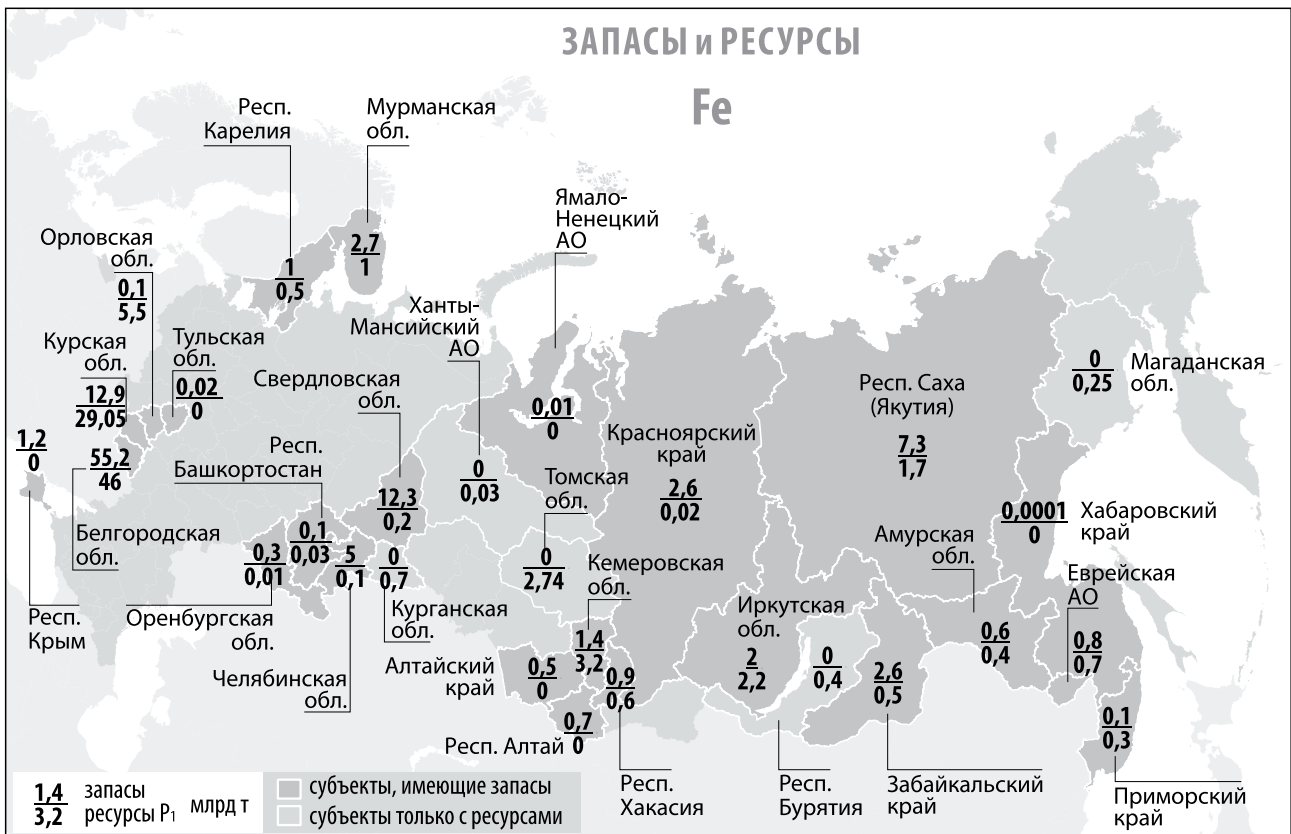 ЗАПАСЫ и РЕСУРСЫ
Fe
Респ.
Карелия
1
0,5
Мурманская
обл.
2,7
1
Ямало-
Ненецкий
АО
0,01
0
Орловская
обл.
0,1
5,5
Курская
обл.
12,9
29,05
Тульская
обл.
0,02
0
Ханты-
Мансийский
АО
0
0,03
Свердловская
обл.
12,3
0,2
Респ.
Башкортостан
0,1
0,03
1,2
0
Респ.
Крым
55,2
46
Белгородская
обл.
0,3
0,01
Оренбургская
обл.
5
0,1
Челябинская
обл.
0
0,7
Курганская
обл.
Томская
обл.
0
2,74
Красноярский
край
2,6
0,02
Респ. Саха
(Якутия)
7,3
1,7
0
0,25
Магаданская
обл.
0,0001
0
Хабаровский
край
Амурская
обл.
0,6
0,4
Еврейская
АО
0,8
0,7
Кемеровская
обл.
1,4
3,2
Алтайский
край
0,5
0
0,7
0
Респ. Алтай
0,9
0,6
Респ.
Хакасия
Иркутская
обл.
2
2,2
0
0,4
Респ.
Бурятия
2,6
0,5
Забайкальский
край
0,1
0,3
Приморский
край
1,4
3,2
запасы
ресурсы P1
млрд т
субъекты, имеющие запасы
субъекты только с ресурсами